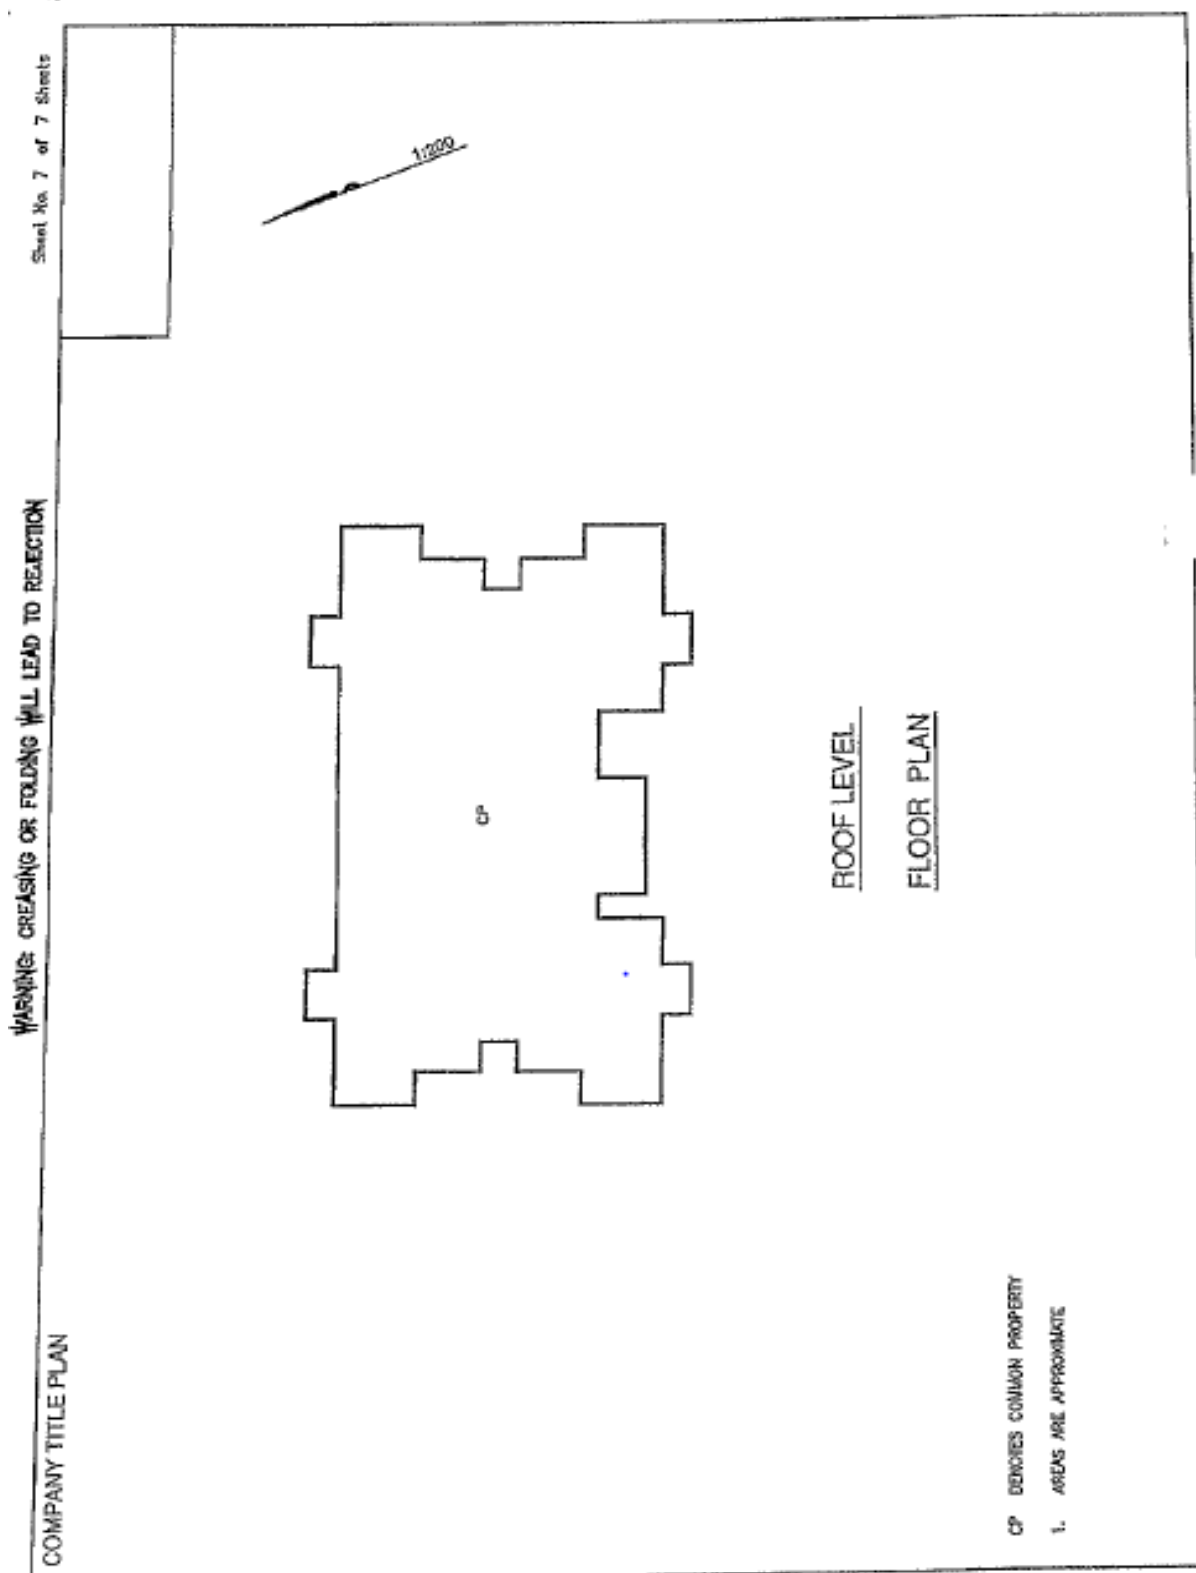 Sheet No. 7 of 7 Sheets
WARNING: CREASING OR FOLDING WILL LEAD TO REJECTION
COMPANY TITLE PLAN
1:200
CP
ROOF LEVEL
FLOOR PLAN
CP DENOTES COMMON PROPERTY
1. AREAS ARE APPROXIMATE